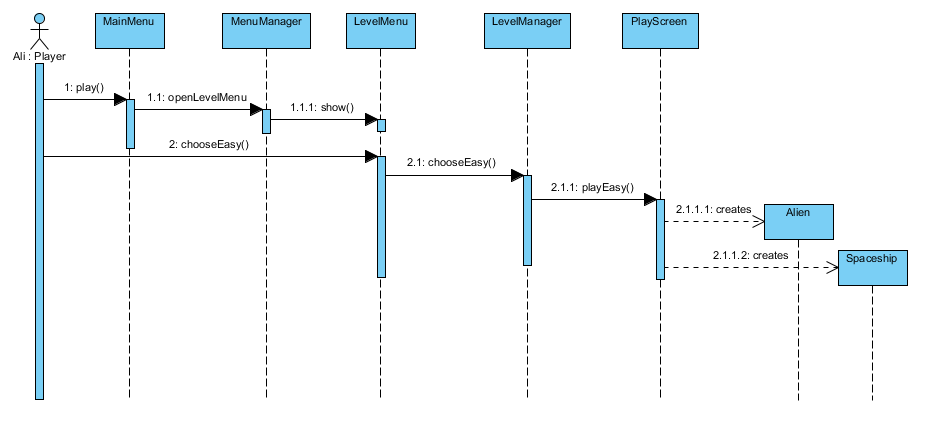 MainMenu
MenuManager
LevelMenu
LevelManager
PlayScreen
Ali : Player
1: play()
1.1: openLevelMenu
1.1.1: show()
2: chooseEasy()
2.1: chooseEasy()
2.1.1: playEasy()
2.1.1.1: creates
Alien
2.1.1.2: creates
Spaceship